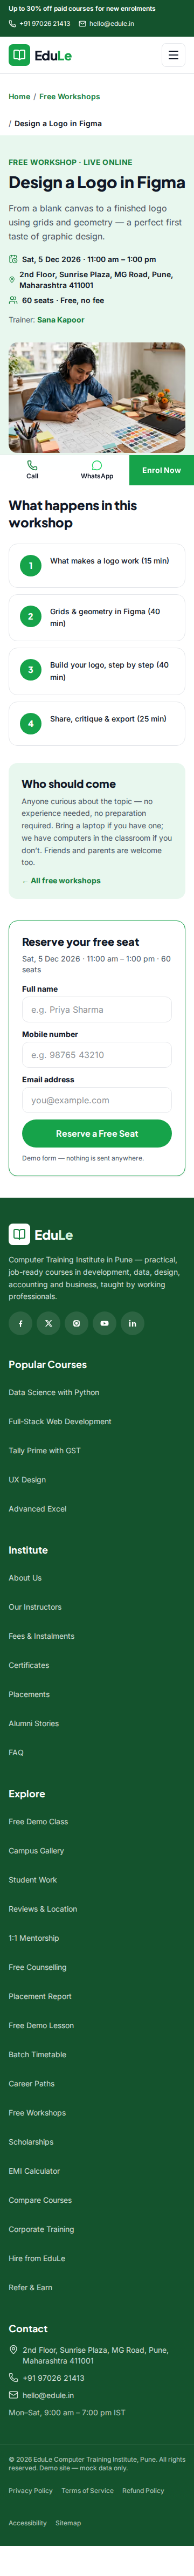 Up to 30% off paid courses for new enrolments
+91 97026 21413 hello@edule.in
EduLe
Home / Free Workshops
/ Design a Logo in Figma
FREE WORKSHOP · LIVE ONLINE
Design a Logo in Figma
From a blank canvas to a finished logo
using grids and geometry — a perfect first
taste of graphic design.
Sat, 5 Dec 2026 · 11:00 am – 1:00 pm
2nd Floor, Sunrise Plaza, MG Road, Pune,
Maharashtra 411001
60 seats · Free, no fee
Trainer: Sana Kapoor
Call
WhatsApp
Enrol Now
What happens in this
workshop
1 What makes a logo work (15 min)
2 Grids & geometry in Figma (40
min)
3 Build your logo, step by step (40
min)
4 Share, critique & export (25 min)
Who should come
Anyone curious about the topic — no
experience needed, no preparation
required. Bring a laptop if you have one;
we have computers in the classroom if you
don't. Friends and parents are welcome
too.
← All free workshops
Reserve your free seat
Sat, 5 Dec 2026 · 11:00 am – 1:00 pm · 60
seats
Full name
e.g. Priya Sharma
Mobile number
e.g. 98765 43210
Email address
you@example.com
Reserve a Free Seat
Demo form — nothing is sent anywhere.
EduLe
Computer Training Institute in Pune — practical,
job-ready courses in development, data, design,
accounting and business, taught by working
professionals.
Popular Courses
Data Science with Python
Full-Stack Web Development
Tally Prime with GST
UX Design
Advanced Excel
Institute
About Us
Our Instructors
Fees & Instalments
Certificates
Placements
Alumni Stories
FAQ
Explore
Free Demo Class
Campus Gallery
Student Work
Reviews & Location
1:1 Mentorship
Free Counselling
Placement Report
Free Demo Lesson
Batch Timetable
Career Paths
Free Workshops
Scholarships
EMI Calculator
Compare Courses
Corporate Training
Hire from EduLe
Refer & Earn
Contact
2nd Floor, Sunrise Plaza, MG Road, Pune,
Maharashtra 411001
+91 97026 21413
hello@edule.in
Mon–Sat, 9:00 am – 7:00 pm IST
© 2026 EduLe Computer Training Institute, Pune. All rights
reserved. Demo site — mock data only.
Privacy Policy Terms of Service Refund Policy
Accessibility Sitemap